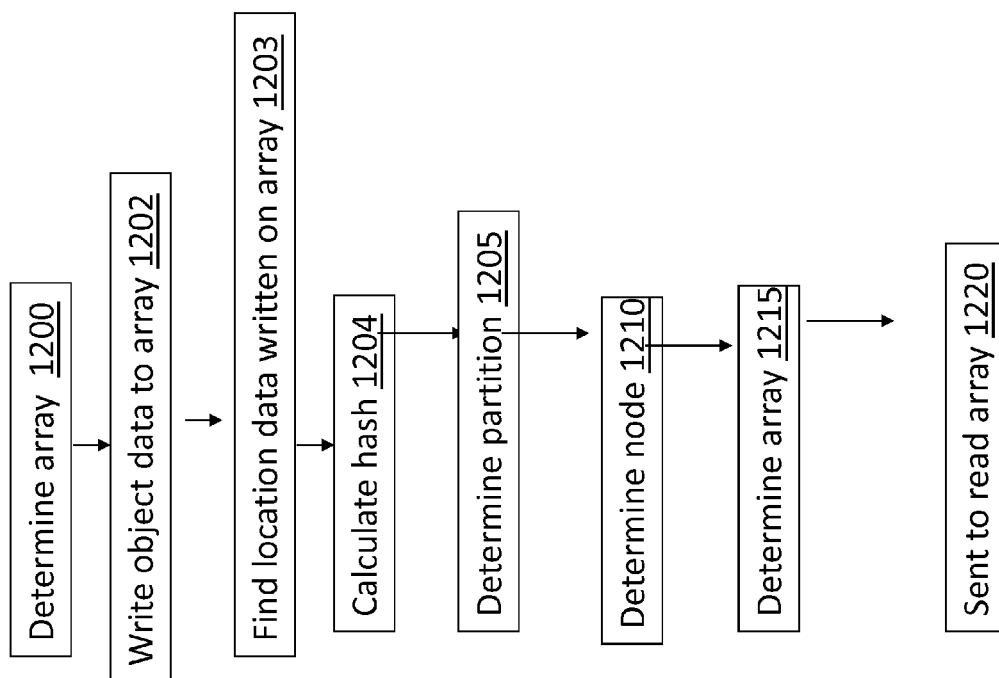 Determine array 1200
Write object data to array 1202
Find location data written on array 1203
Calculate hash 1204
Determine partition 1205
Determine node 1210
Determine array 1215
Sent to read array 1220